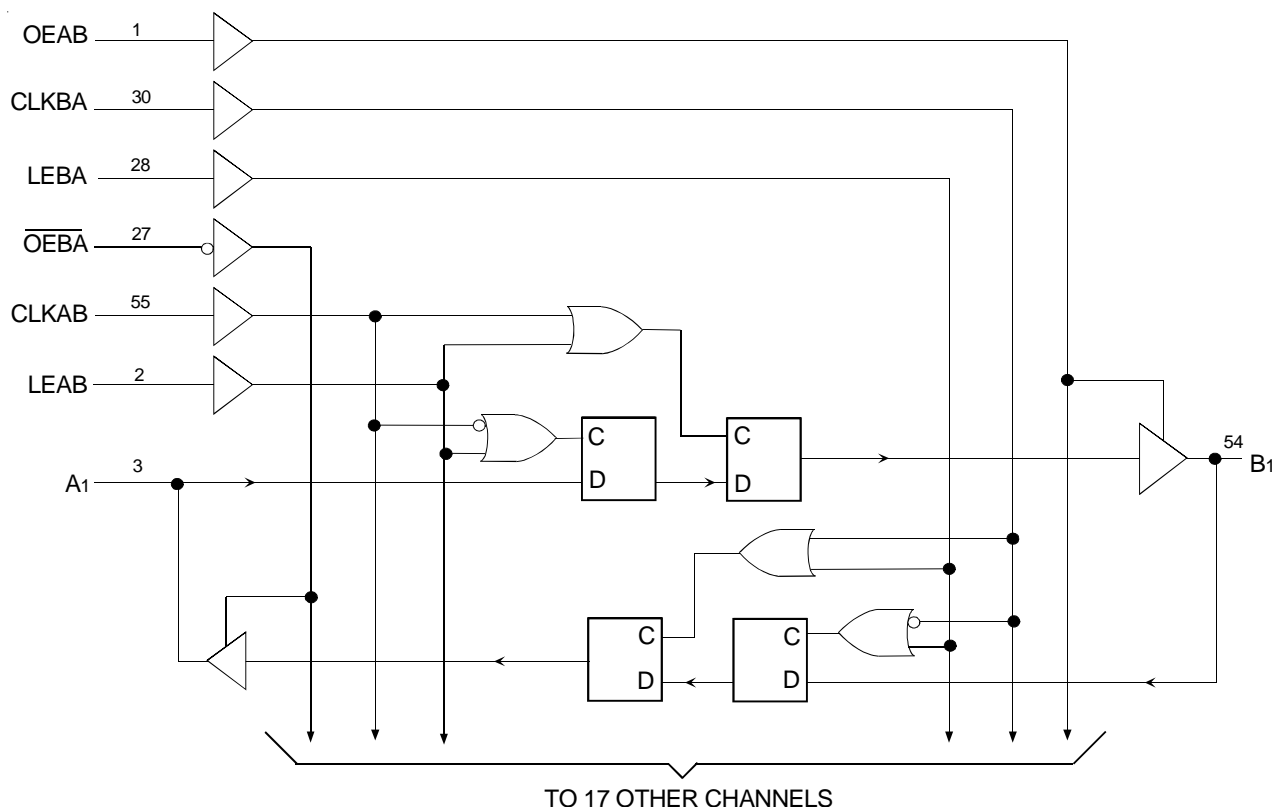 OEAB 1
CLKBA 30
LEBA 28
OEBA 27
CLKAB 55
LEAB 2
C
C
54
A1 3
D
D
B1
C
C
D
D
TO 17 OTHER CHANNELS